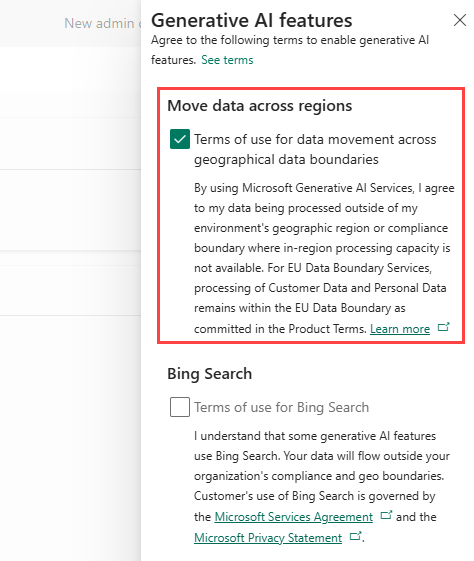 New admin
Generative AI features
Agree to the following terms to enable generative AI
features. See terms
Move data across regions
Terms of use for data movement across
geographical data boundaries
By using Microsoft Generative AI Services, I agree
to my data being processed outside of my
environment's geographic region or compliance
boundary where in-region processing capacity is
not available. For EU Data Boundary Services,
processing of Customer Data and Personal Data
remains within the EU Data Boundary as
committed in the Product Terms. Learn more
Bing Search
Terms of use for Bing Search
I understand that some generative AI features
use Bing Search. Your data will flow outside your
organization's compliance and geo boundaries.
Customer's use of Bing Search is governed by
the Microsoft Services Agreement and the
Microsoft Privacy Statement.